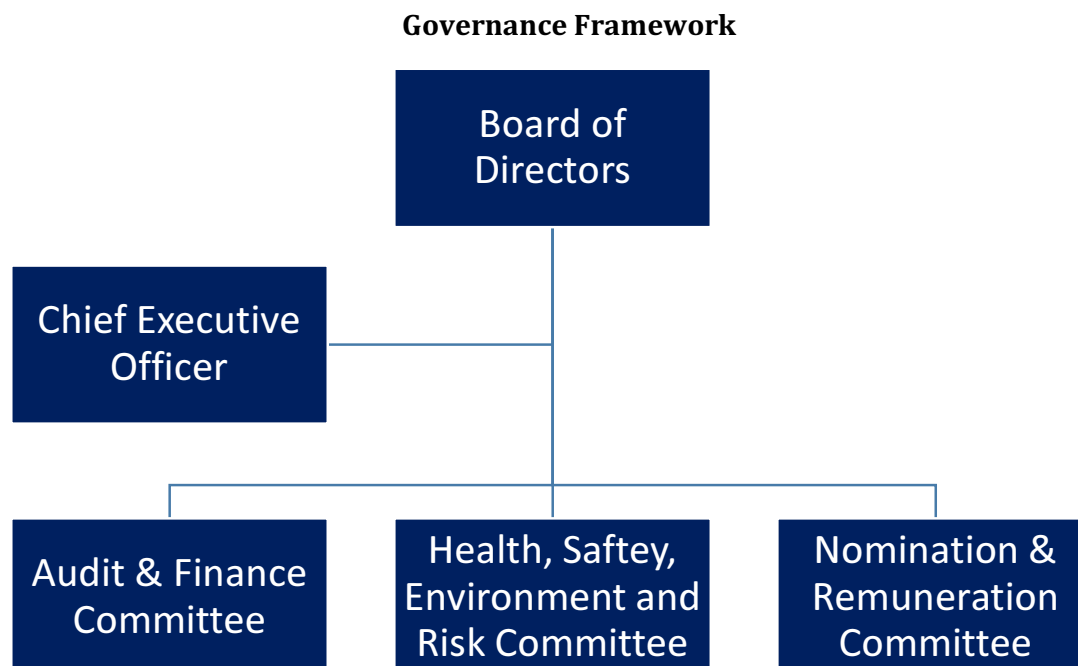 Governance Framework
Board of
Directors
Chief Executive
Officer
Audit & Finance
Committee
Health, Saftey,
Environment and
Risk Committee
Nomination &
Remuneration
Committee